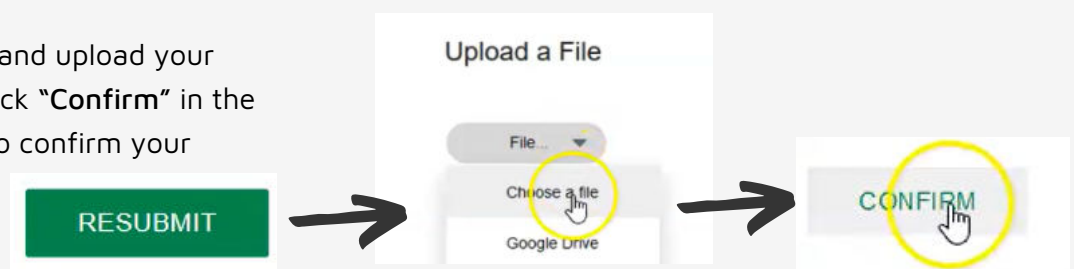 and upload your
ck “Confirm” in the
o confirm your
RESUBMIT
Upload a File
File...
Choose a file
Google Drive
CONFIRM